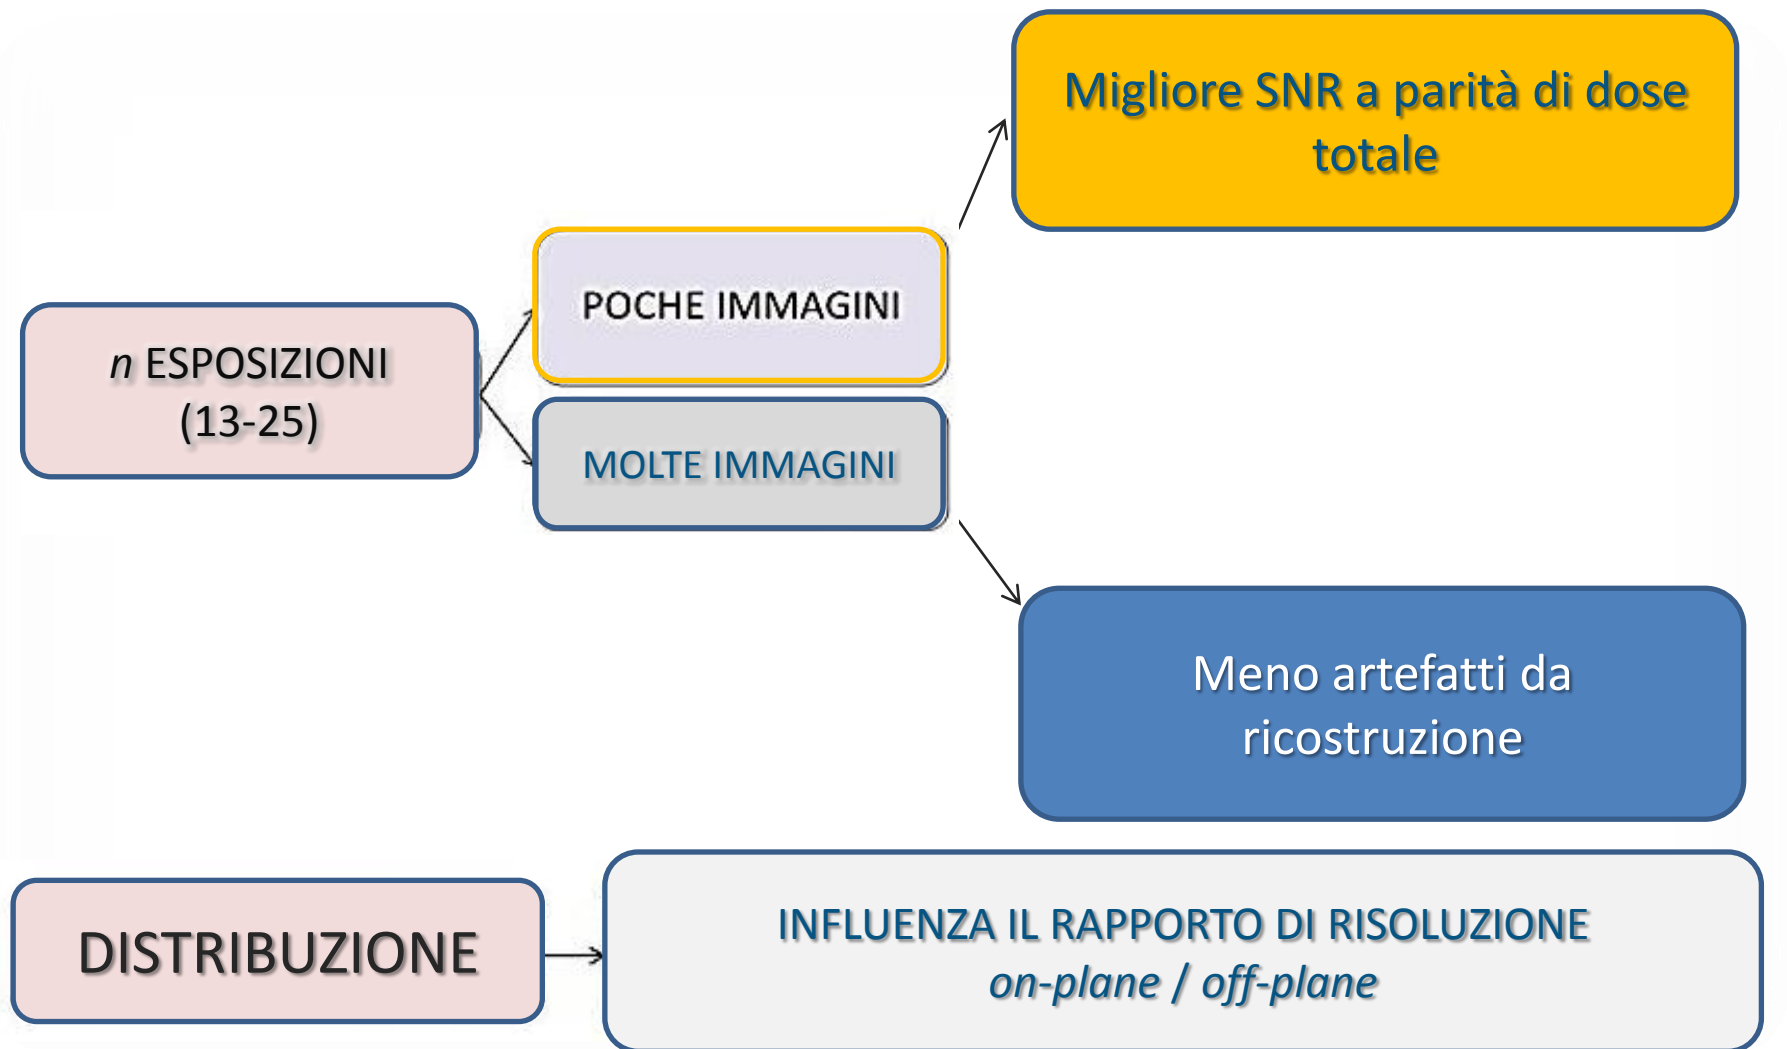 Migliore SNR a parità di dose
totale
POCHE IMMAGINI
n ESPOSIZIONI
(13-25)
MOLTE IMMAGINI
Meno artefatti da
ricostruzione
DISTRIBUZIONE
INFLUENZA IL RAPPORTO DI RISOLUZIONE
on-plane / off-plane